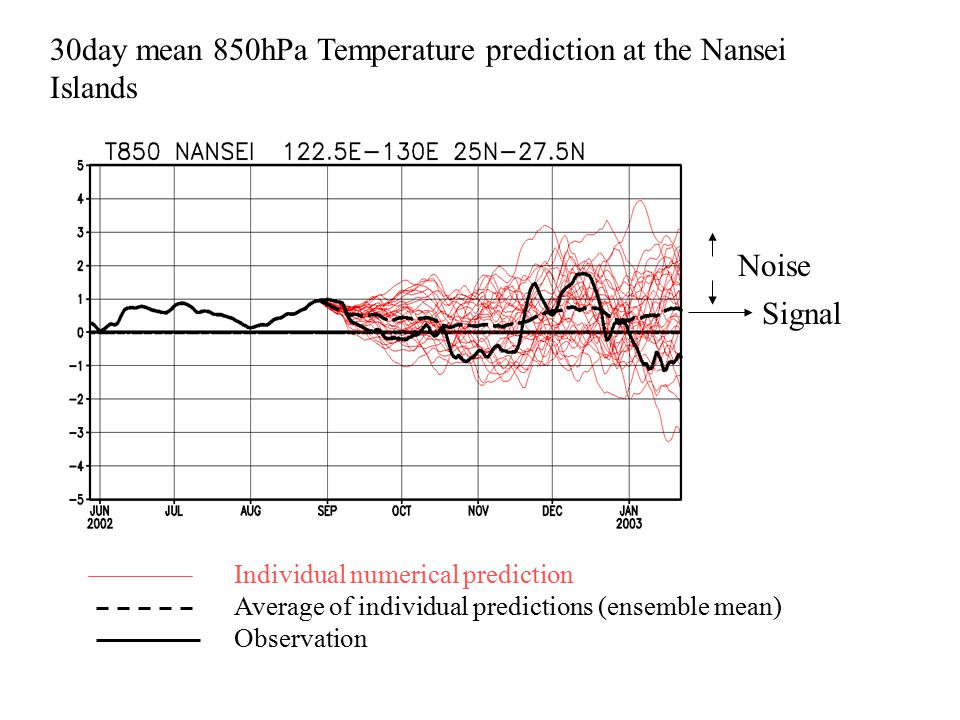 30day mean 850hPa Temperature prediction at the Nansei
Islands
T850 NANSEI 122.5E−130E 25N−27.5N
5
4
3
2
1
0
−1
−2
−3
−4
−5
JUN
2002
JUL
AUG
SEP
OCT
NOV
DEC
JAN
2003
Noise
Signal
Individual numerical prediction
Average of individual predictions (ensemble mean)
Observation